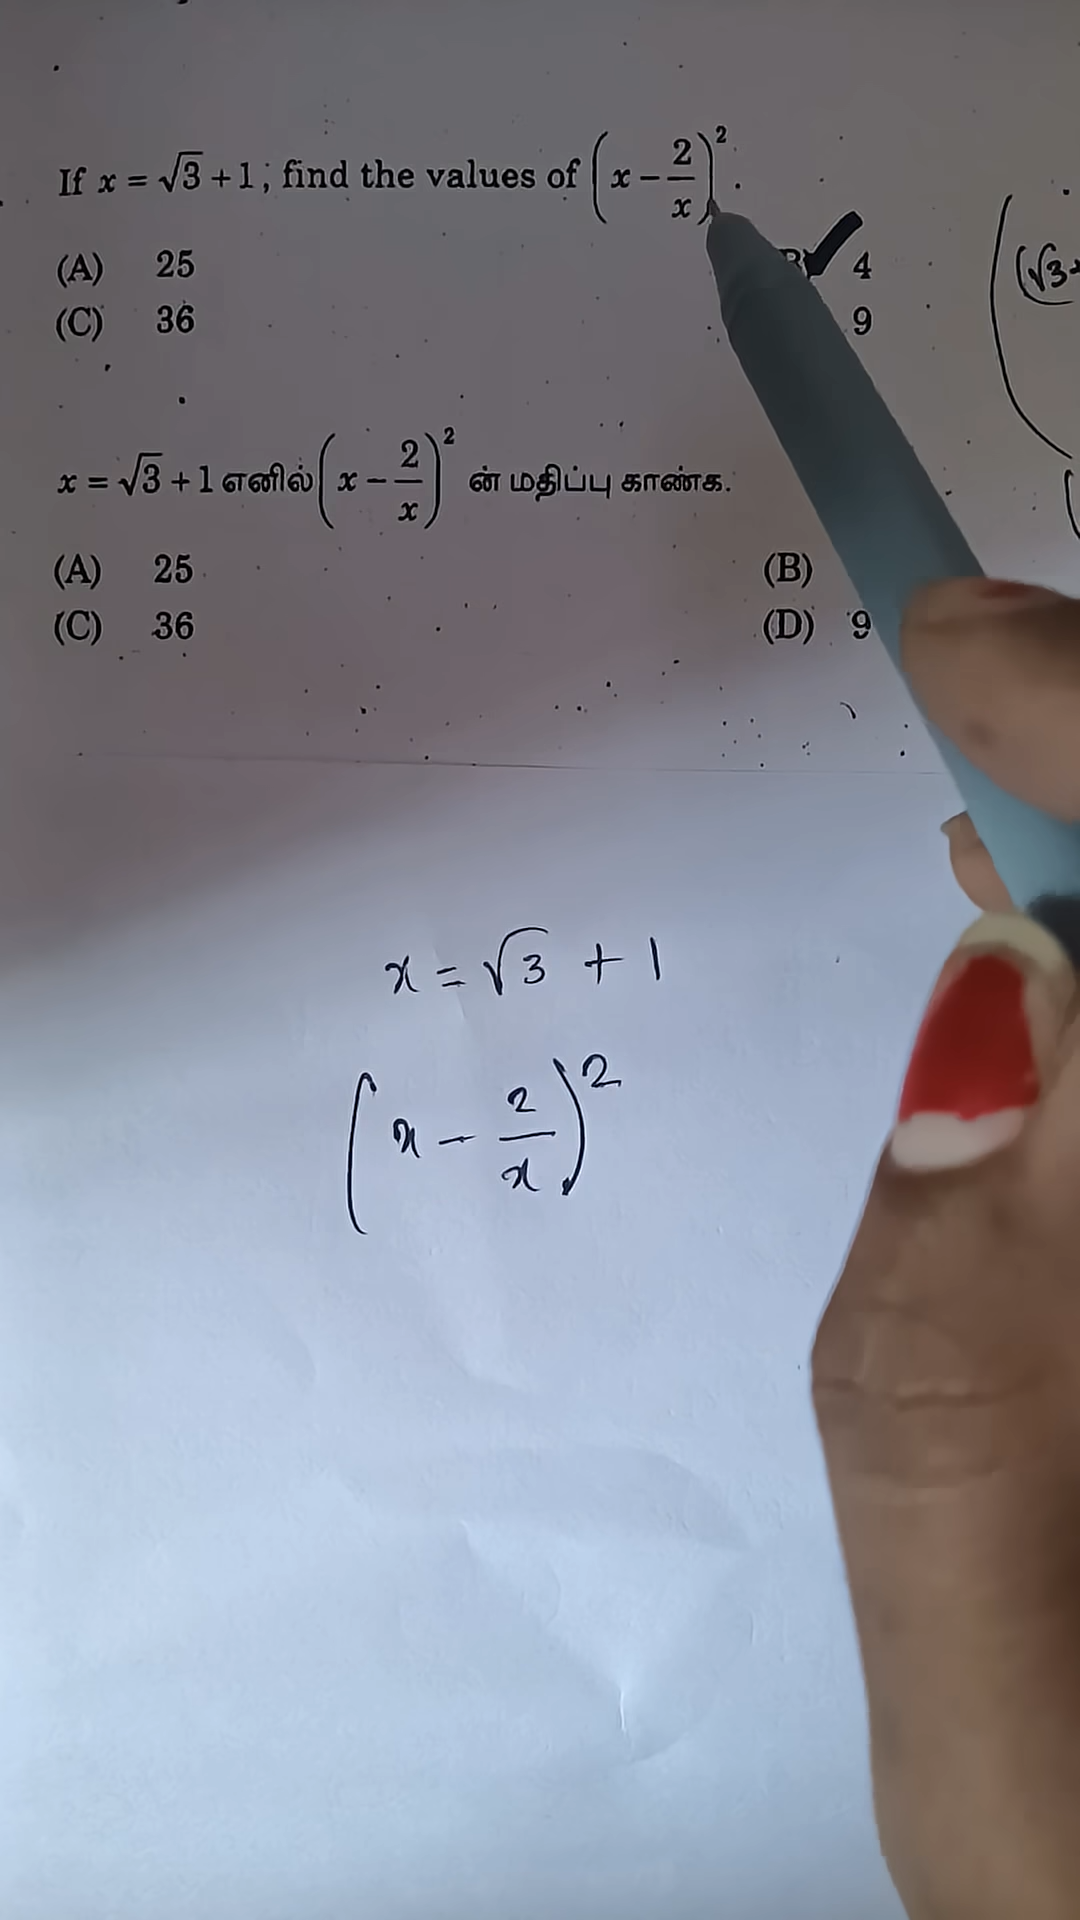 If x = √3 + 1; find the values of (x − 2/x)².
(A) 25
4
(C) 36
9
(√3
x = √3 + 1 எனில் (x − 2/x)² ன் மதிப்பு காண்க.
(A) 25
(B)
(C) 36
(D) 9
x = √3 + 1
(x − 2/x)²